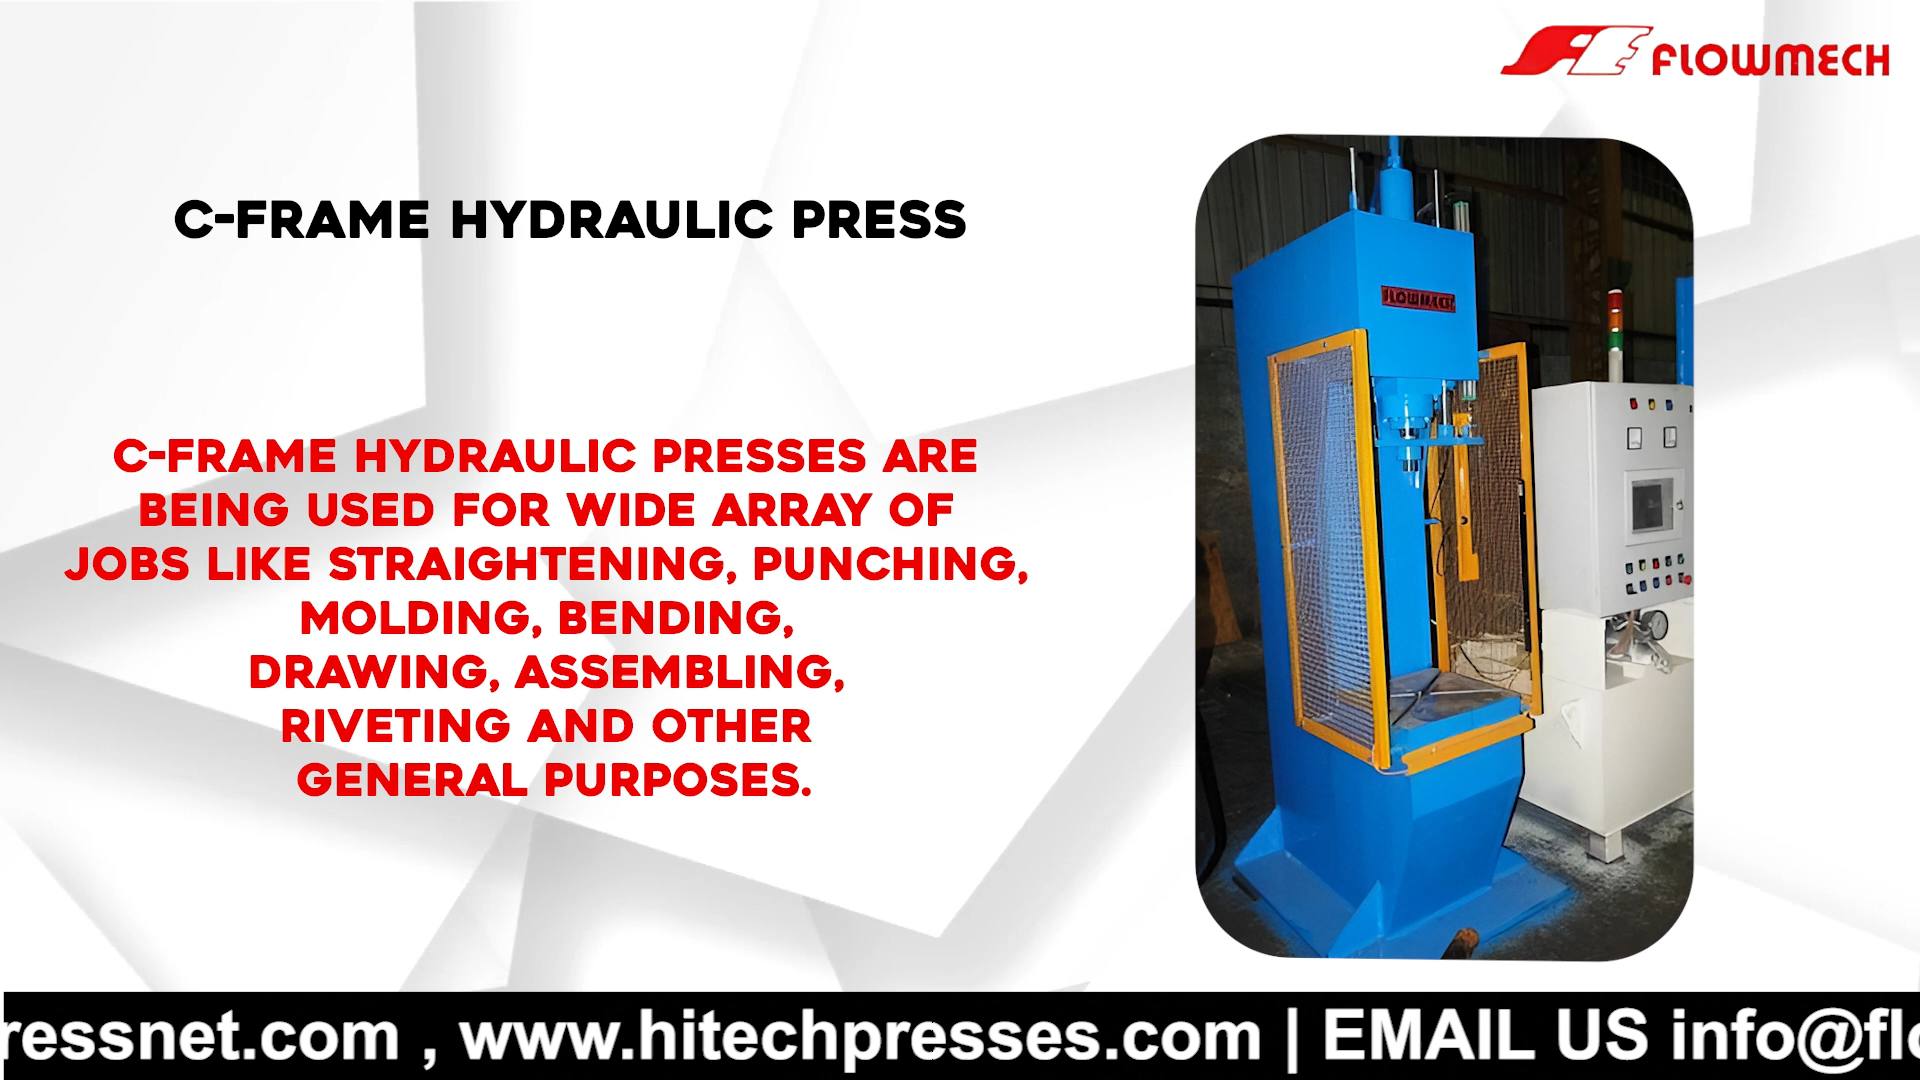 FLOWMECH
C-FRAME HYDRAULIC PRESS
FLOWMECH
C-FRAME HYDRAULIC PRESSES ARE
BEING USED FOR WIDE ARRAY OF
JOBS LIKE STRAIGHTENING, PUNCHING,
MOLDING, BENDING,
DRAWING, ASSEMBLING,
RIVETING AND OTHER
GENERAL PURPOSES.
ressnet.com , www.hitechpresses.com | EMAIL US info@flo